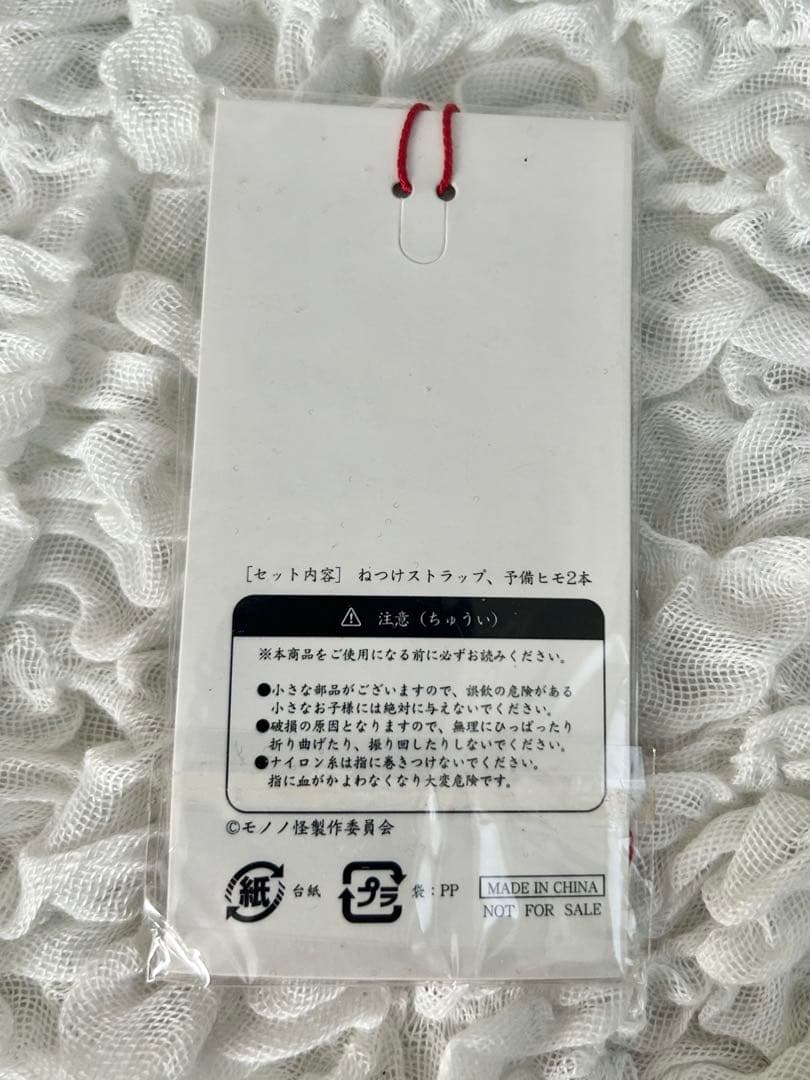 ［セット内容］ ねつけストラップ、予備ヒモ2本
⚠ 注意（ちゅうい）
※本商品をご使用になる前に必ずお読みください。
●小さな部品がございますので、誤飲の危険がある
小さなお子様には絶対に与えないでください。
●破損の原因となりますので、無理にひっぱったり
折り曲げたり、振り回したりしないでください。
●ナイロン糸は指に巻きつけないでください。
指に血がかよわなくなり大変危険です。
©モノノ怪製作委員会
紙 台紙 プラ 袋：PP
MADE IN CHINA
NOT FOR SALE